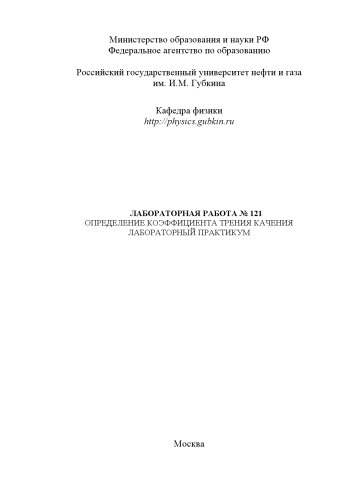 Министерство образования и науки РФ
Федеральное агентство по образованию
Российский государственный университет нефти и газа
им. И.М. Губкина
Кафедра физики
http://physics.gubkin.ru
ЛАБОРАТОРНАЯ РАБОТА № 121
ОПРЕДЕЛЕНИЕ КОЭФФИЦИЕНТА ТРЕНИЯ КАЧЕНИЯ
ЛАБОРАТОРНЫЙ ПРАКТИКУМ
Москва